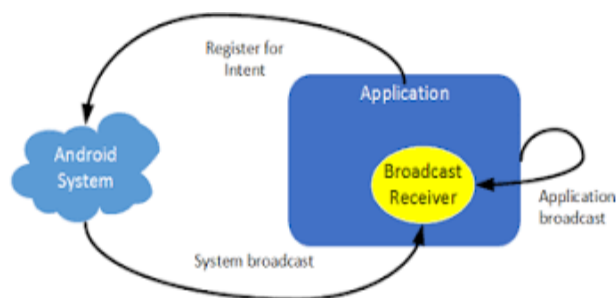 Register for
Intent
Application
Android
System
Broadcast
Receiver
Application
broadcast
System broadcast